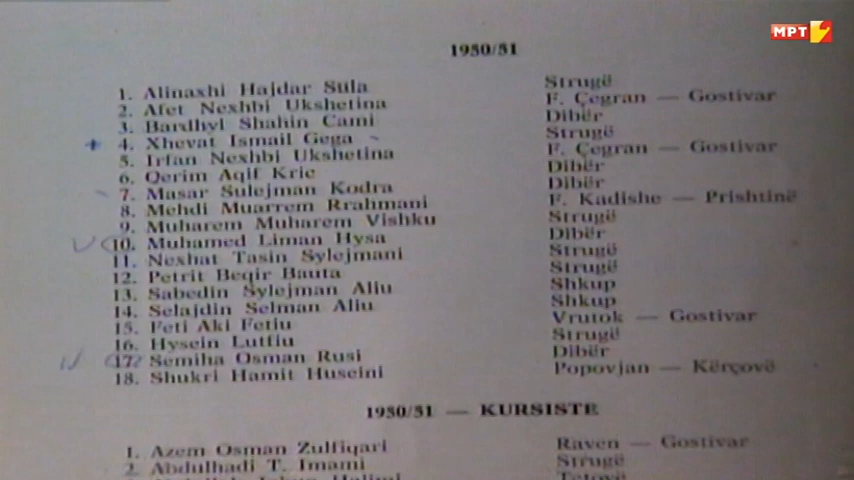 МРТ
1950/51
1. Alinaxhi Hajdar Sula Strugë
2. Afet Nexhbi Ukshetina F. Çegran — Gostivar
3. Bardhyl Shahin Cami Dibër
4. Xhevat Ismail Gega Strugë
5. Irfan Nexhbi Ukshetina F. Çegran — Gostivar
6. Qerim Aqif Kric Dibër
7. Masar Sulejman Kodra Dibër
8. Mehdi Muarrem Rrahmani F. Kadishe — Prishtinë
9. Muharem Muharem Vishku Strugë
10. Muhamed Liman Hysa Dibër
11. Nexhat Tasin Sylejmani Strugë
12. Petrit Beqir Bauta Strugë
13. Sabedin Sylejman Aliu Shkup
14. Selajdin Selman Aliu Shkup
15. Feti Aki Fetiu Vrutok — Gostivar
16. Hysein Lutfiu Strugë
17. Semiha Osman Rusi Dibër
18. Shukri Hamit Huseini Popovjan — Kërçovë
1950/51 — KURSISTE
1. Azem Osman Zulfiqari Raven — Gostivar
2. Abdulhadi T. Imami Strugë
Tetovë